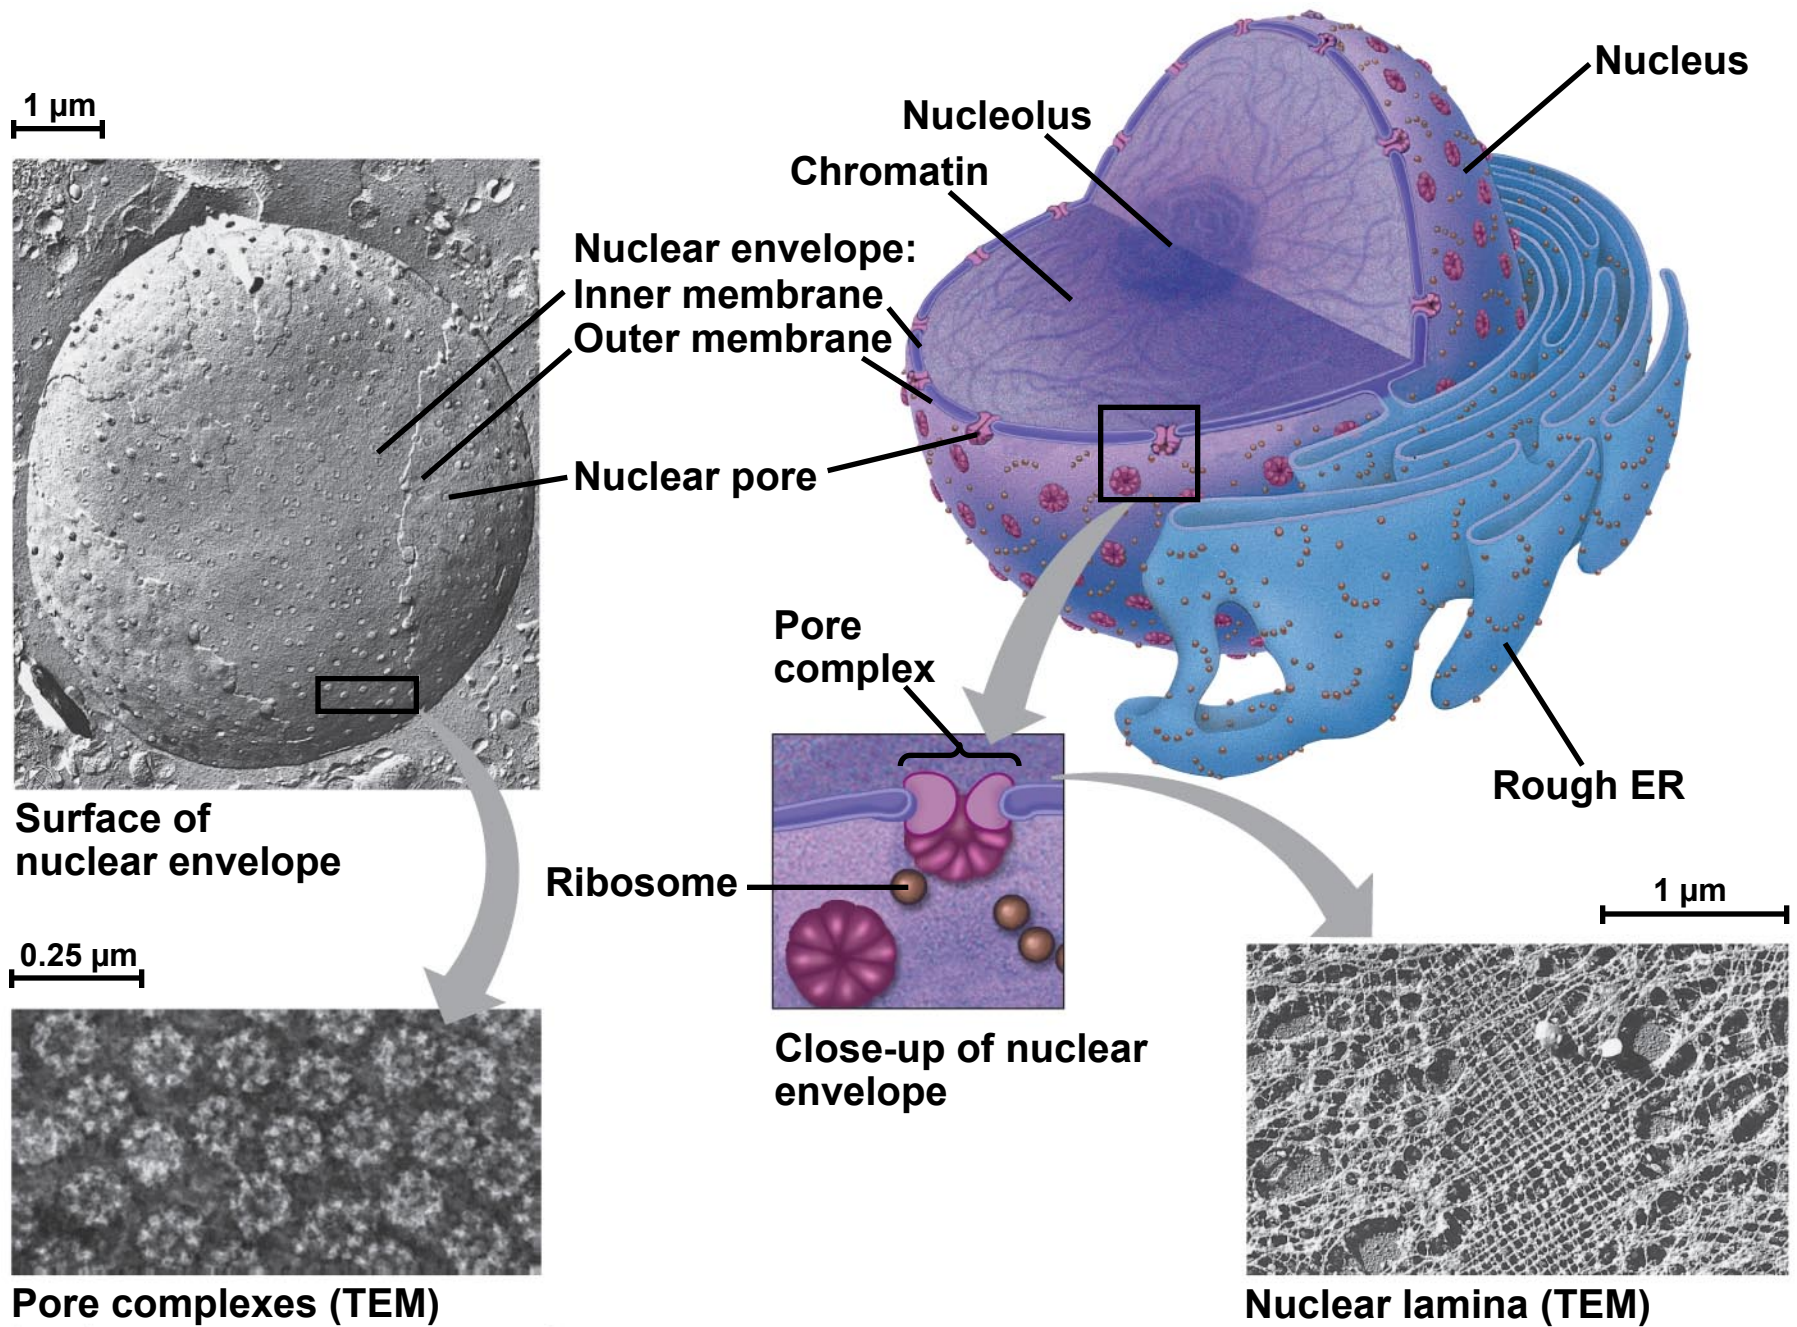 Nucleus
1 µm
Nucleolus
Chromatin
Nuclear envelope:
Inner membrane
Outer membrane
Nuclear pore
Pore
complex
Rough ER
Surface of
nuclear envelope
Ribosome
1 µm
0.25 µm
Close-up of nuclear
envelope
Pore complexes (TEM)
Nuclear lamina (TEM)